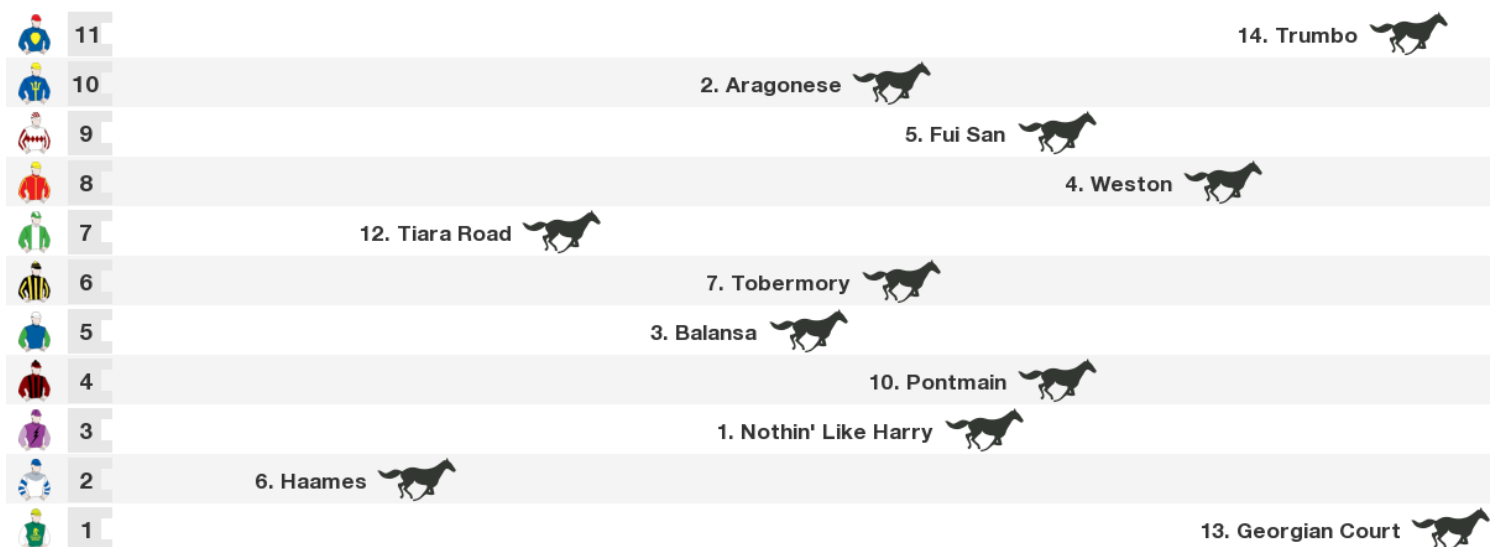 11 14. Trumbo
10 2. Aragonese
9 5. Fui San
8 4. Weston
7 12. Tiara Road
6 7. Tobermory
5 3. Balansa
4 10. Pontmain
3 1. Nothin' Like Harry
2 6. Haames
1 13. Georgian Court